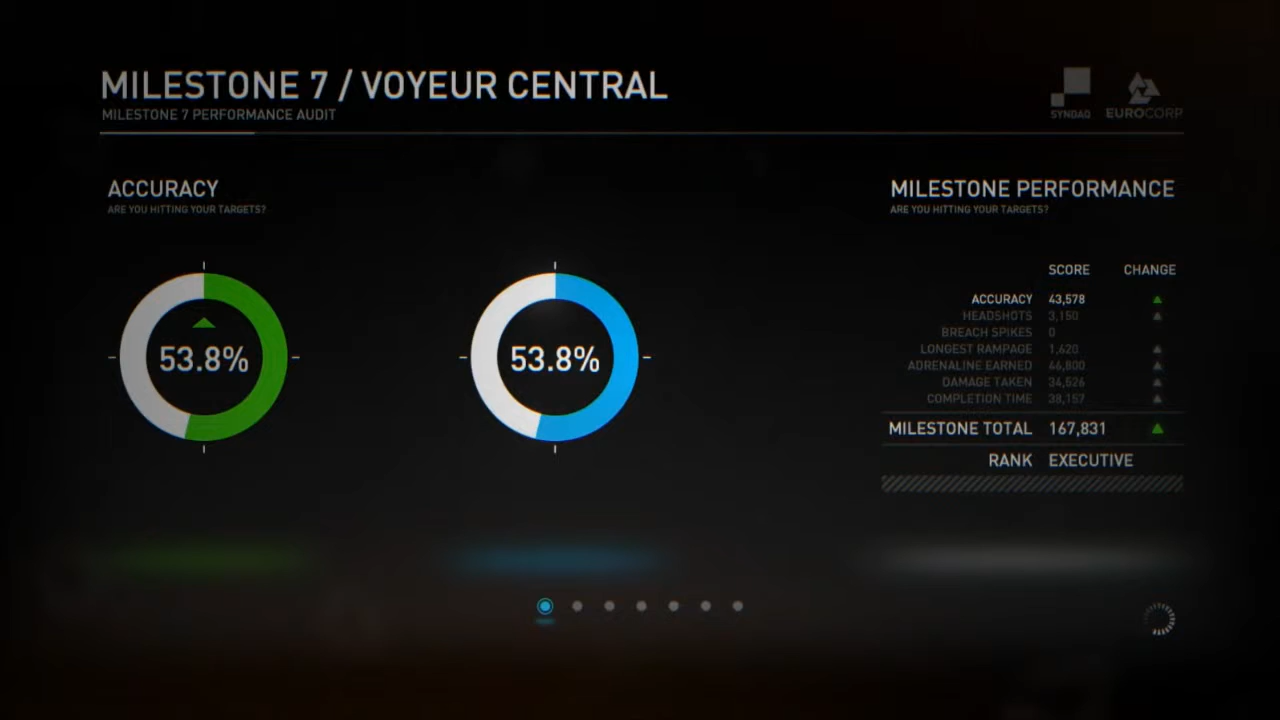 MILESTONE 7 / VOYEUR CENTRAL
MILESTONE 7 PERFORMANCE AUDIT
SYNDAQ EUROCORP
ACCURACY
ARE YOU HITTING YOUR TARGETS?
53.8%
53.8%
MILESTONE PERFORMANCE
ARE YOU HITTING YOUR TARGETS?
SCORE CHANGE
ACCURACY 43,578
HEADSHOTS 3,150
BREACH SPIKES 0
LONGEST RAMPAGE 1,620
ADRENALINE EARNED 46,800
DAMAGE TAKEN 34,526
COMPLETION TIME 38,157
MILESTONE TOTAL 167,831
RANK EXECUTIVE